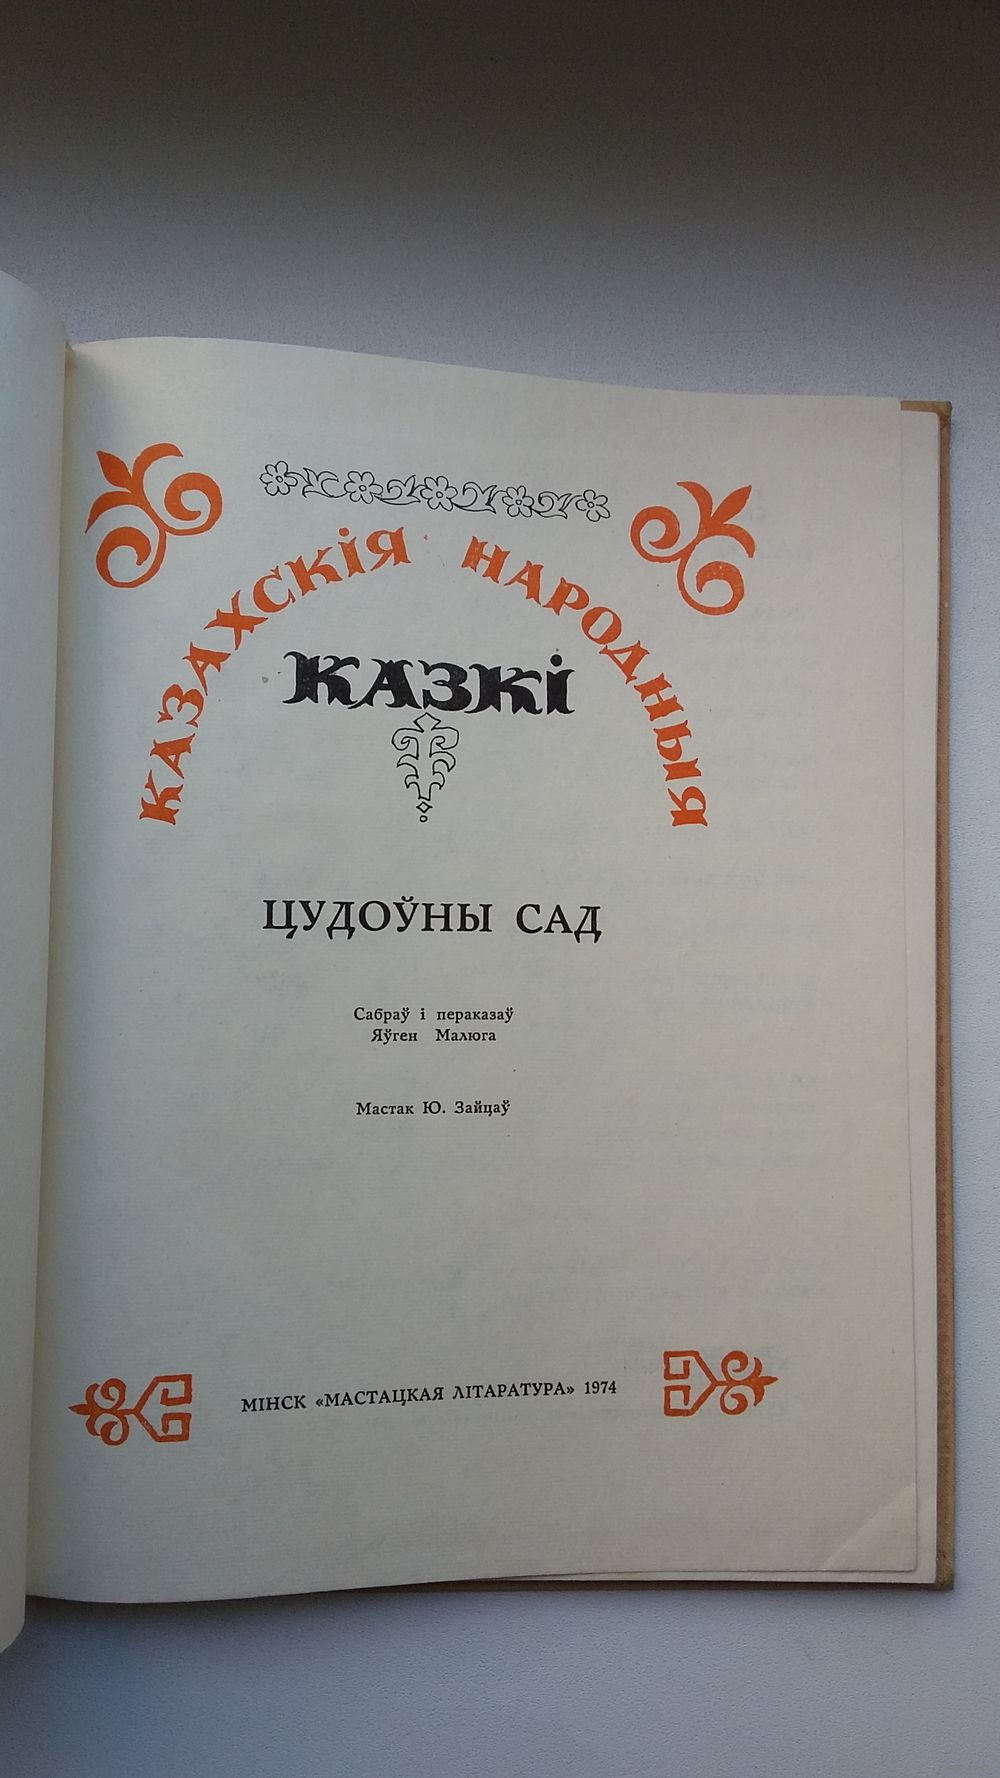 КАЗАХСКІЯ НАРОДНЫЯ
КАЗКІ
ЦУДОЎНЫ САД
Сабраў і пераказаў
Яўген Малюга
Мастак Ю. Зайцаў
МІНСК «МАСТАЦКАЯ ЛІТАРАТУРА» 1974